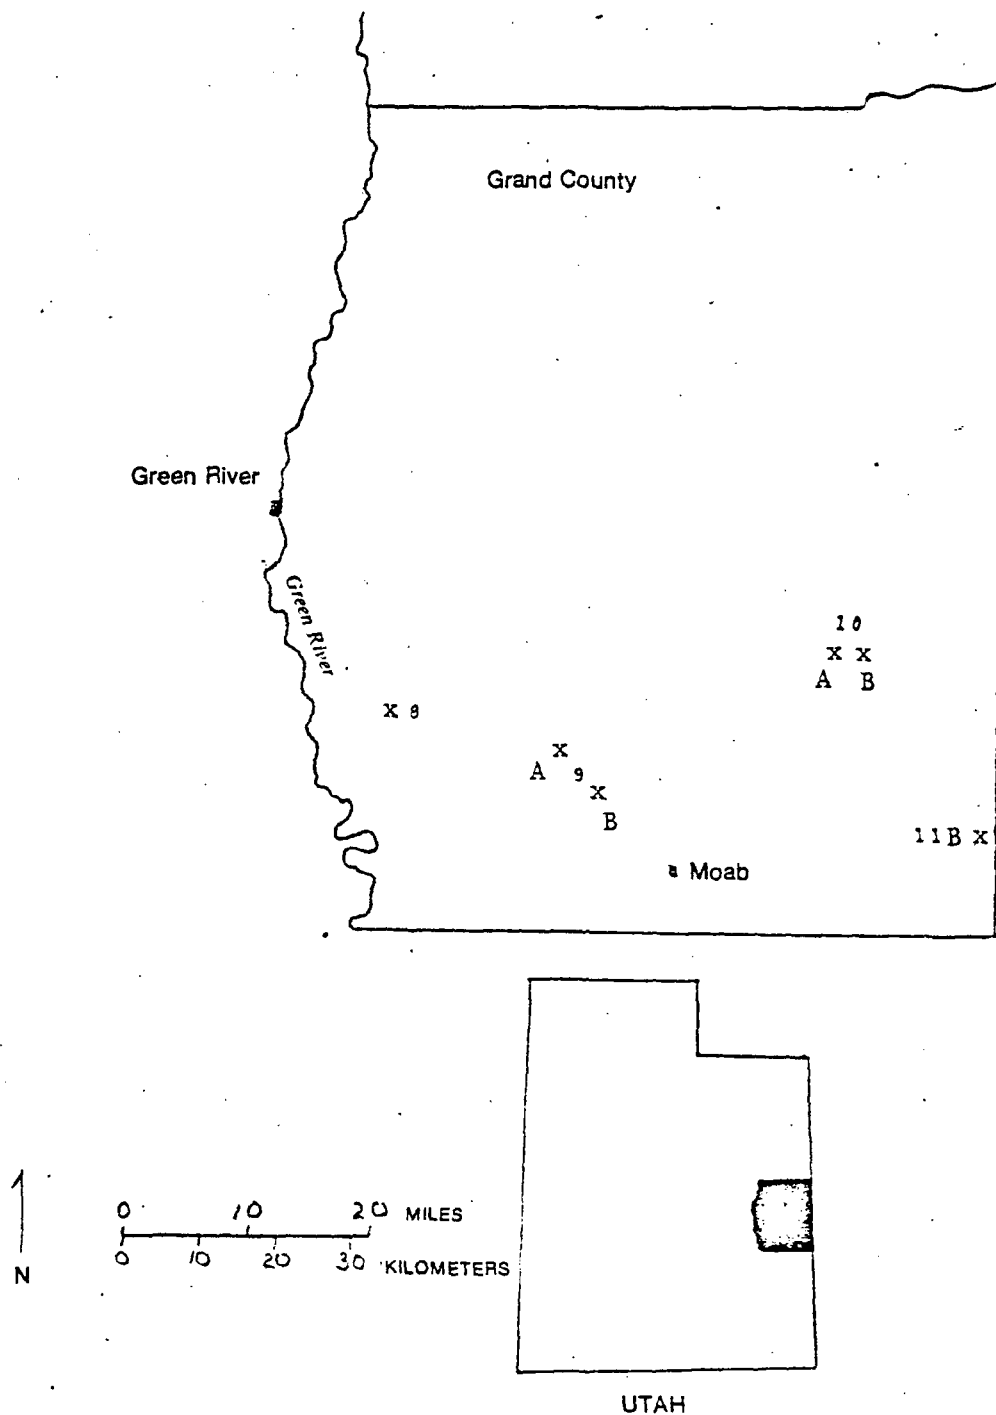 Grand County
Green River
Green River
10
x x
A B
x 8
x
A 9
x
B
11B x
Moab
0 10 20 MILES
0 10 20 30 KILOMETERS
N
UTAH